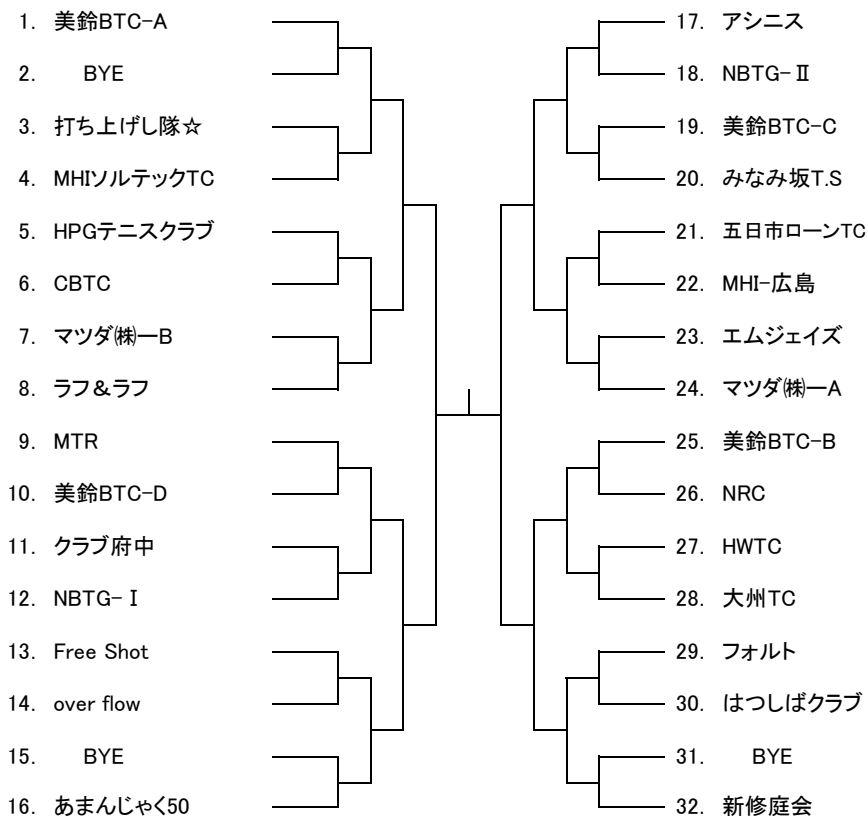 1. 美鈴BTC-A
2. BYE
3. 打ち上げし隊☆
4. MHIソルテックTC
5. HPGテニスクラブ
6. CBTC
7. マツダ㈱ーB
8. ラフ＆ラフ
9. MTR
10. 美鈴BTC-D
11. クラブ府中
12. NBTG-Ⅰ
13. Free Shot
14. over flow
15. BYE
16. あまんじゃく50
17. アシニス
18. NBTG-Ⅱ
19. 美鈴BTC-C
20. みなみ坂T.S
21. 五日市ローンTC
22. MHI-広島
23. エムジェイズ
24. マツダ㈱ーA
25. 美鈴BTC-B
26. NRC
27. HWTC
28. 大州TC
29. フォルト
30. はつしばクラブ
31. BYE
32. 新修庭会